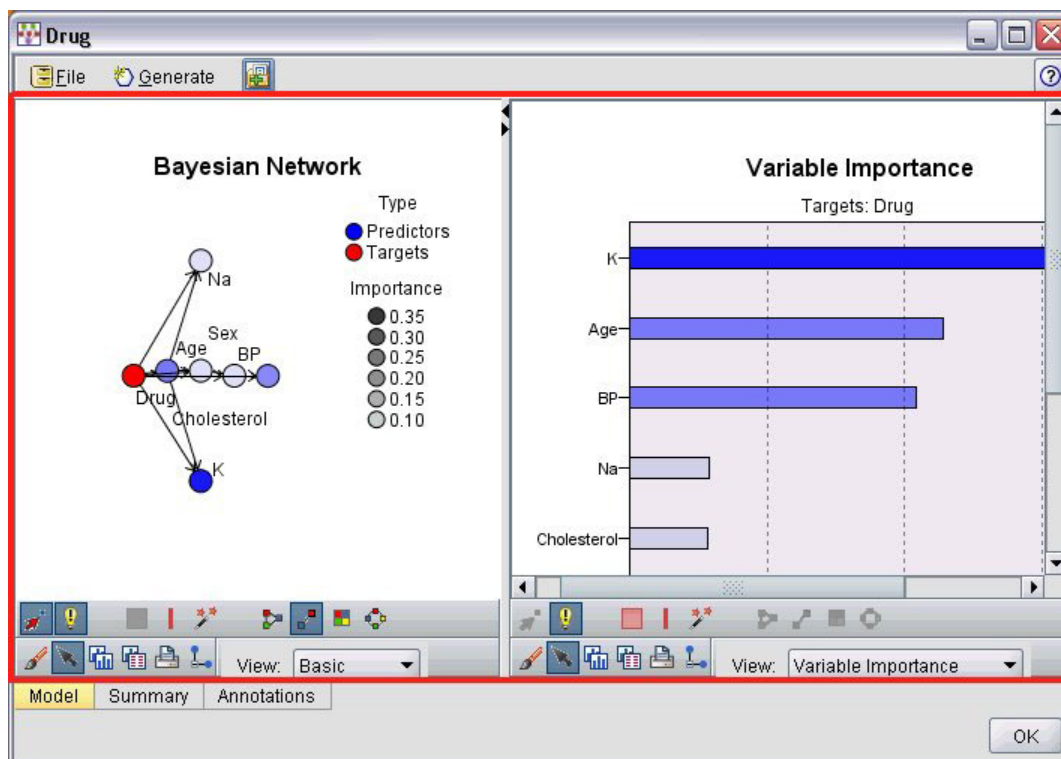 Drug
File Generate
Bayesian Network
Type
Predictors
Targets
Importance
0.35
0.30
0.25
0.20
0.15
0.10
Na
Sex
Age BP
Drug
Cholesterol
K
View: Basic
Variable Importance
Targets: Drug
K
Age
BP
Na
Cholesterol
View: Variable Importance
Model Summary Annotations
OK